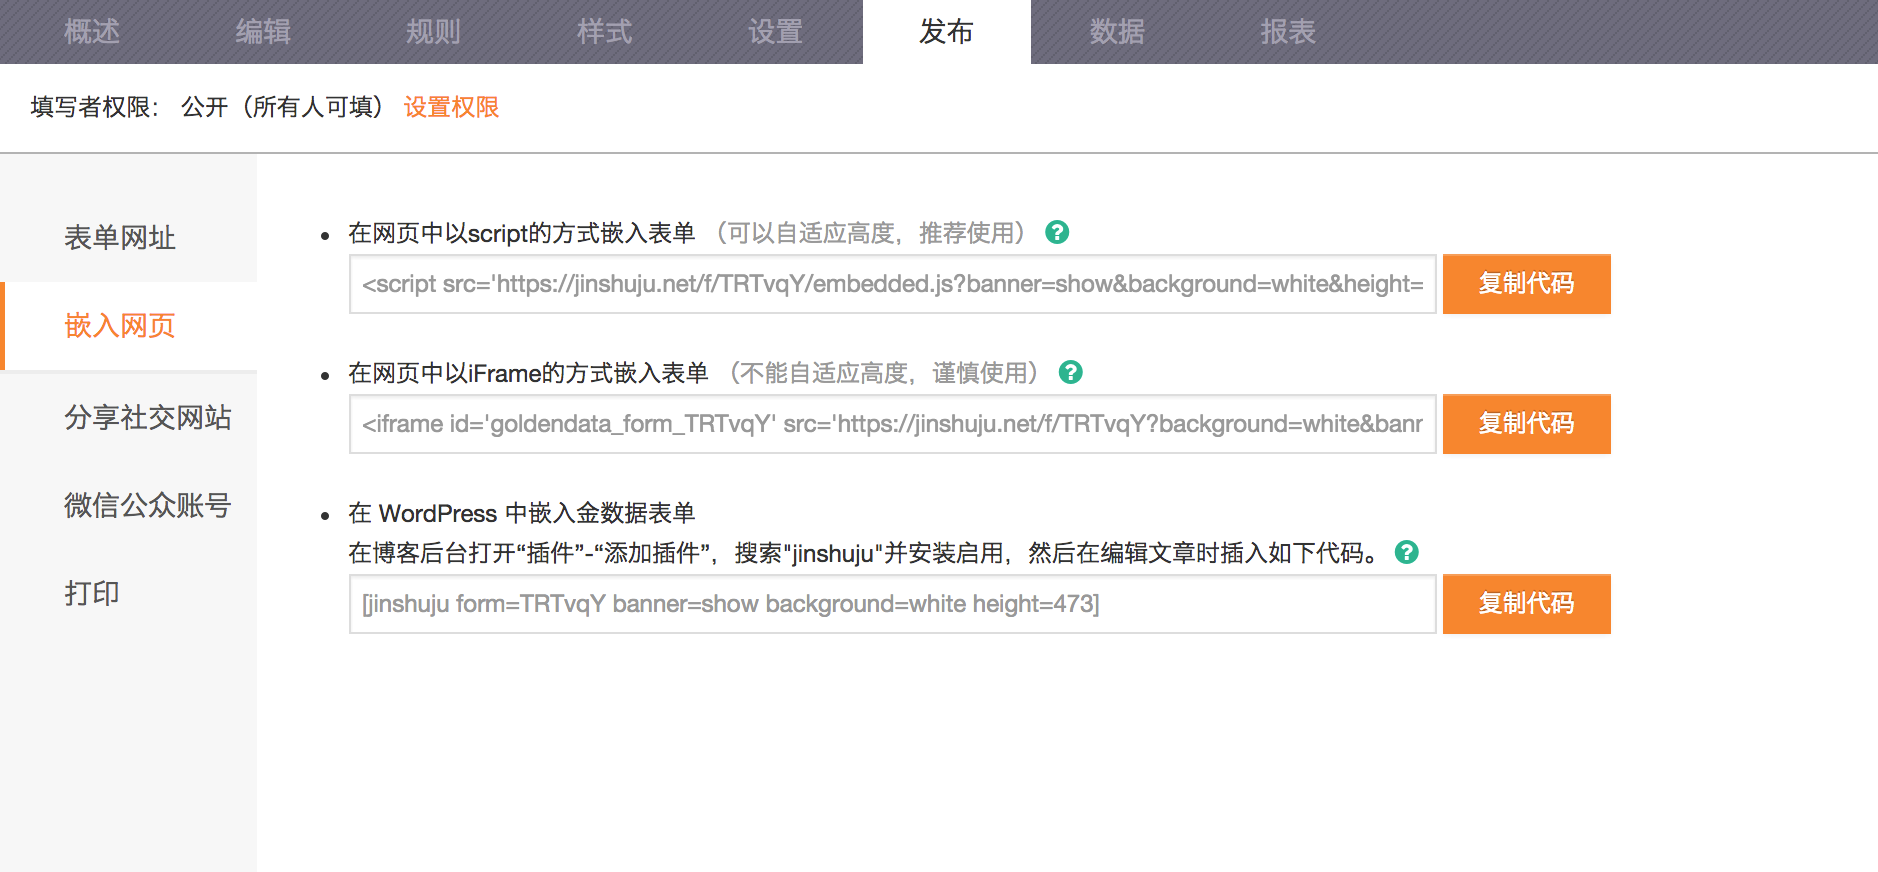 概述 编辑 规则 样式 设置 发布 数据 报表
填写者权限： 公开（所有人可填） 设置权限
表单网址
嵌入网页
分享社交网站
微信公众账号
打印
在网页中以script的方式嵌入表单 （可以自适应高度，推荐使用） ?
<script src='https://jinshuju.net/f/TRTvqY/embedded.js?banner=show&background=white&height= 复制代码
在网页中以iFrame的方式嵌入表单 （不能自适应高度，谨慎使用） ?
<iframe id='goldendata_form_TRTvqY' src='https://jinshuju.net/f/TRTvqY?background=white&banr 复制代码
在 WordPress 中嵌入金数据表单
在博客后台打开“插件”-“添加插件”，搜索"jinshuju"并安装启用，然后在编辑文章时插入如下代码。 ?
[jinshuju form=TRTvqY banner=show background=white height=473] 复制代码